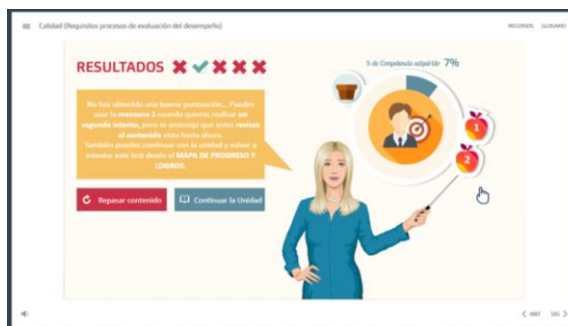 Calidad (Requisitos procesos de evaluación del desempeño)
RECURSOS GLOSARIO
RESULTADOS
% de Competencia adquirida 7%
No has obtenido una buena puntuación... Puedes
usar la manzana 1 cuando quieras realizar un
segundo intento, pero te aconsejo que antes revises
el contenido visto hasta ahora.
También puedes continuar con la unidad y volver a
intentar este test desde el MAPA DE PROGRESO Y
LOGROS.
1
2
Repasar contenido
Continuar la Unidad
ANT SIG